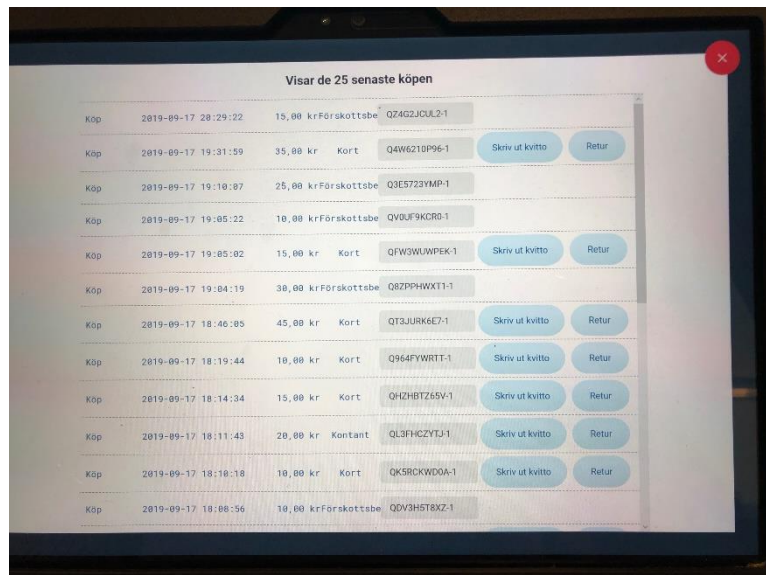 Visar de 25 senaste köpen
Köp 2019-09-17 20:29:22 15,00 krFörskottsbe QZ4G2JCUL2-1
Köp 2019-09-17 19:31:59 35,00 kr Kort Q4W6210P96-1 Skriv ut kvitto Retur
Köp 2019-09-17 19:10:07 25,00 krFörskottsbe Q3E5723YMP-1
Köp 2019-09-17 19:05:22 10,00 krFörskottsbe QV0UF9KCR0-1
Köp 2019-09-17 19:05:02 15,00 kr Kort QFW3WUWPEK-1 Skriv ut kvitto Retur
Köp 2019-09-17 19:04:19 30,00 krFörskottsbe Q8ZPPHWXT1-1
Köp 2019-09-17 18:46:05 45,00 kr Kort QT3JURK6E7-1 Skriv ut kvitto Retur
Köp 2019-09-17 18:19:44 10,00 kr Kort Q964FYWRTT-1 Skriv ut kvitto Retur
Köp 2019-09-17 18:14:34 15,00 kr Kort QHZHBTZ65V-1 Skriv ut kvitto Retur
Köp 2019-09-17 18:11:43 20,00 kr Kontant QL3FHCZYTJ-1 Skriv ut kvitto Retur
Köp 2019-09-17 18:10:18 10,00 kr Kort QK5RCKWD0A-1 Skriv ut kvitto Retur
Köp 2019-09-17 18:08:56 10,00 krFörskottsbe QDV3H5T8XZ-1